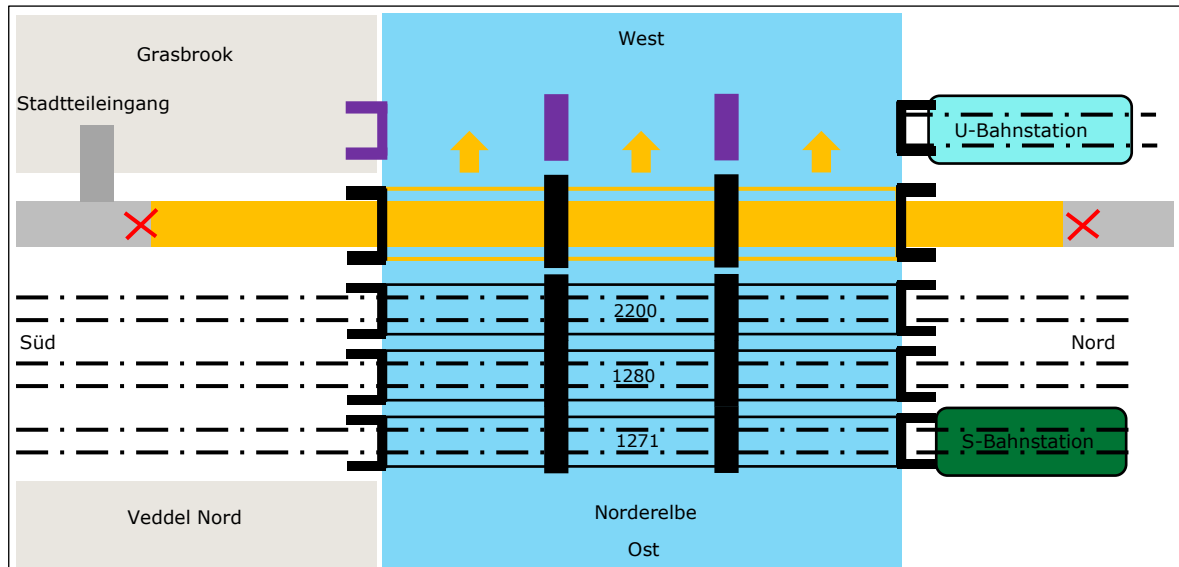 West
Grasbrook
Stadtteileingang
U-Bahnstation
2200
Süd
Nord
1280
1271
S-Bahnstation
Veddel Nord
Norderelbe
Ost